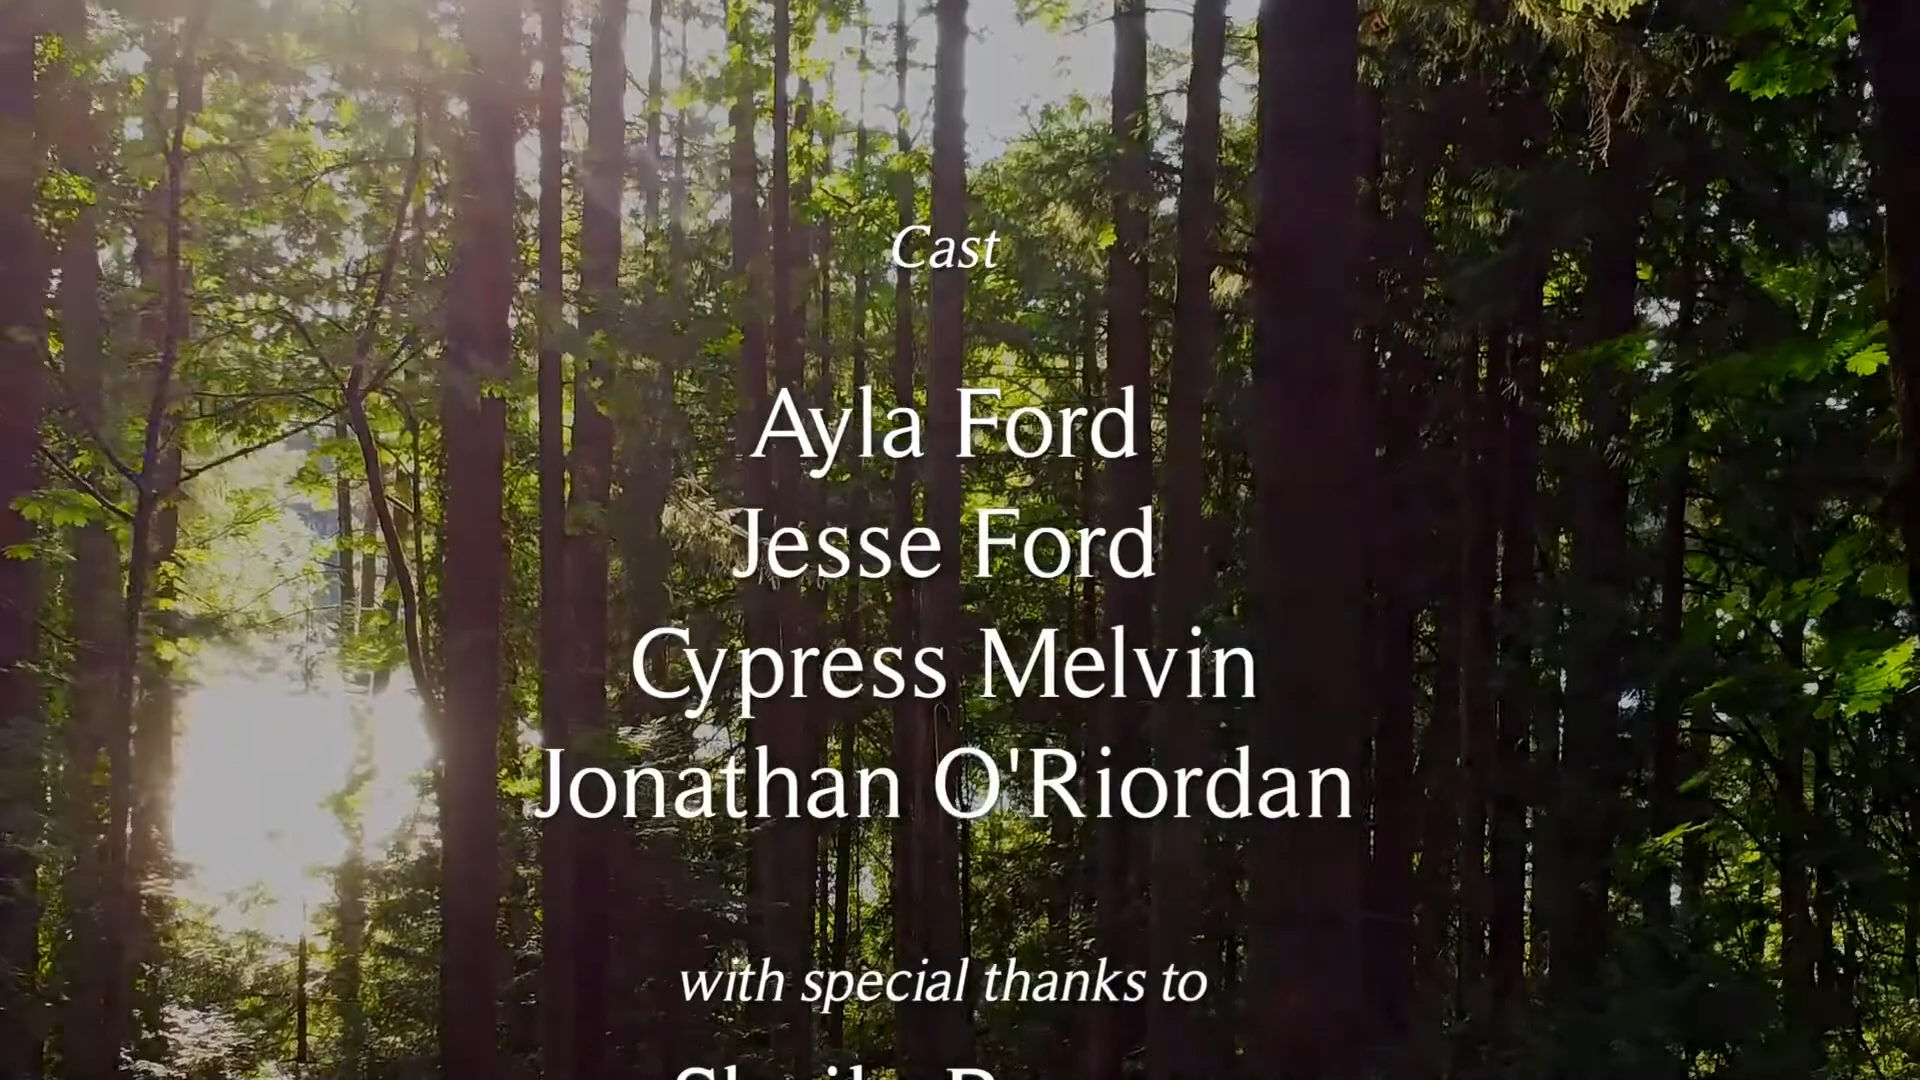 Cast
Ayla Ford
Jesse Ford
Cypress Melvin
Jonathan O'Riordan
with special thanks to